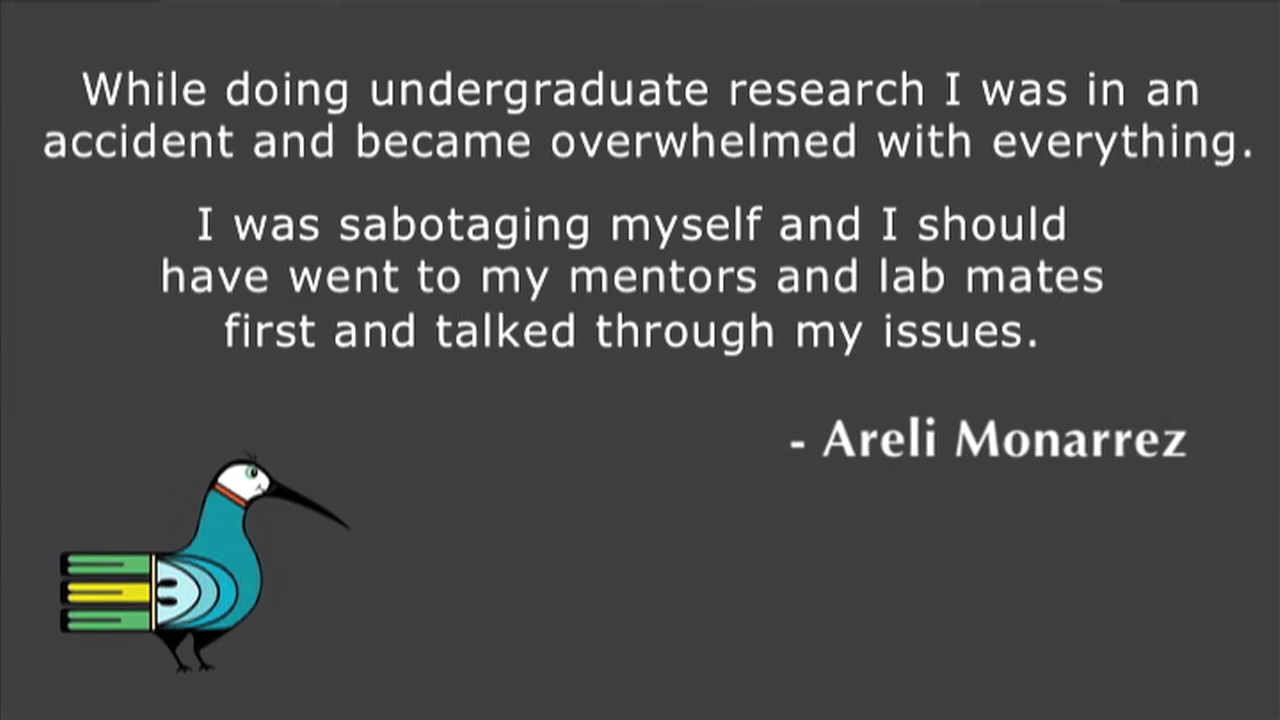 While doing undergraduate research I was in an
accident and became overwhelmed with everything.
I was sabotaging myself and I should
have went to my mentors and lab mates
first and talked through my issues.
- Areli Monarrez